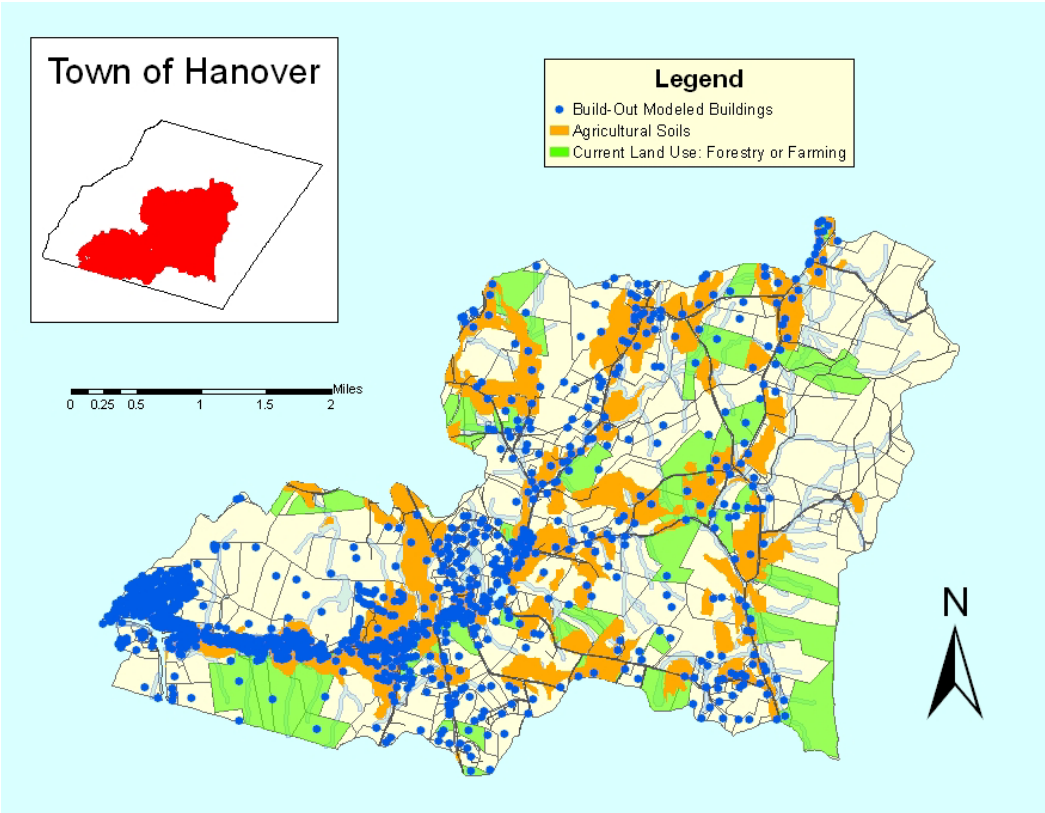 Town of Hanover
Legend
Build-Out Modeled Buildings
Agricultural Soils
Current Land Use: Forestry or Farming
Miles
0 0.25 0.5 1 1.5 2
N